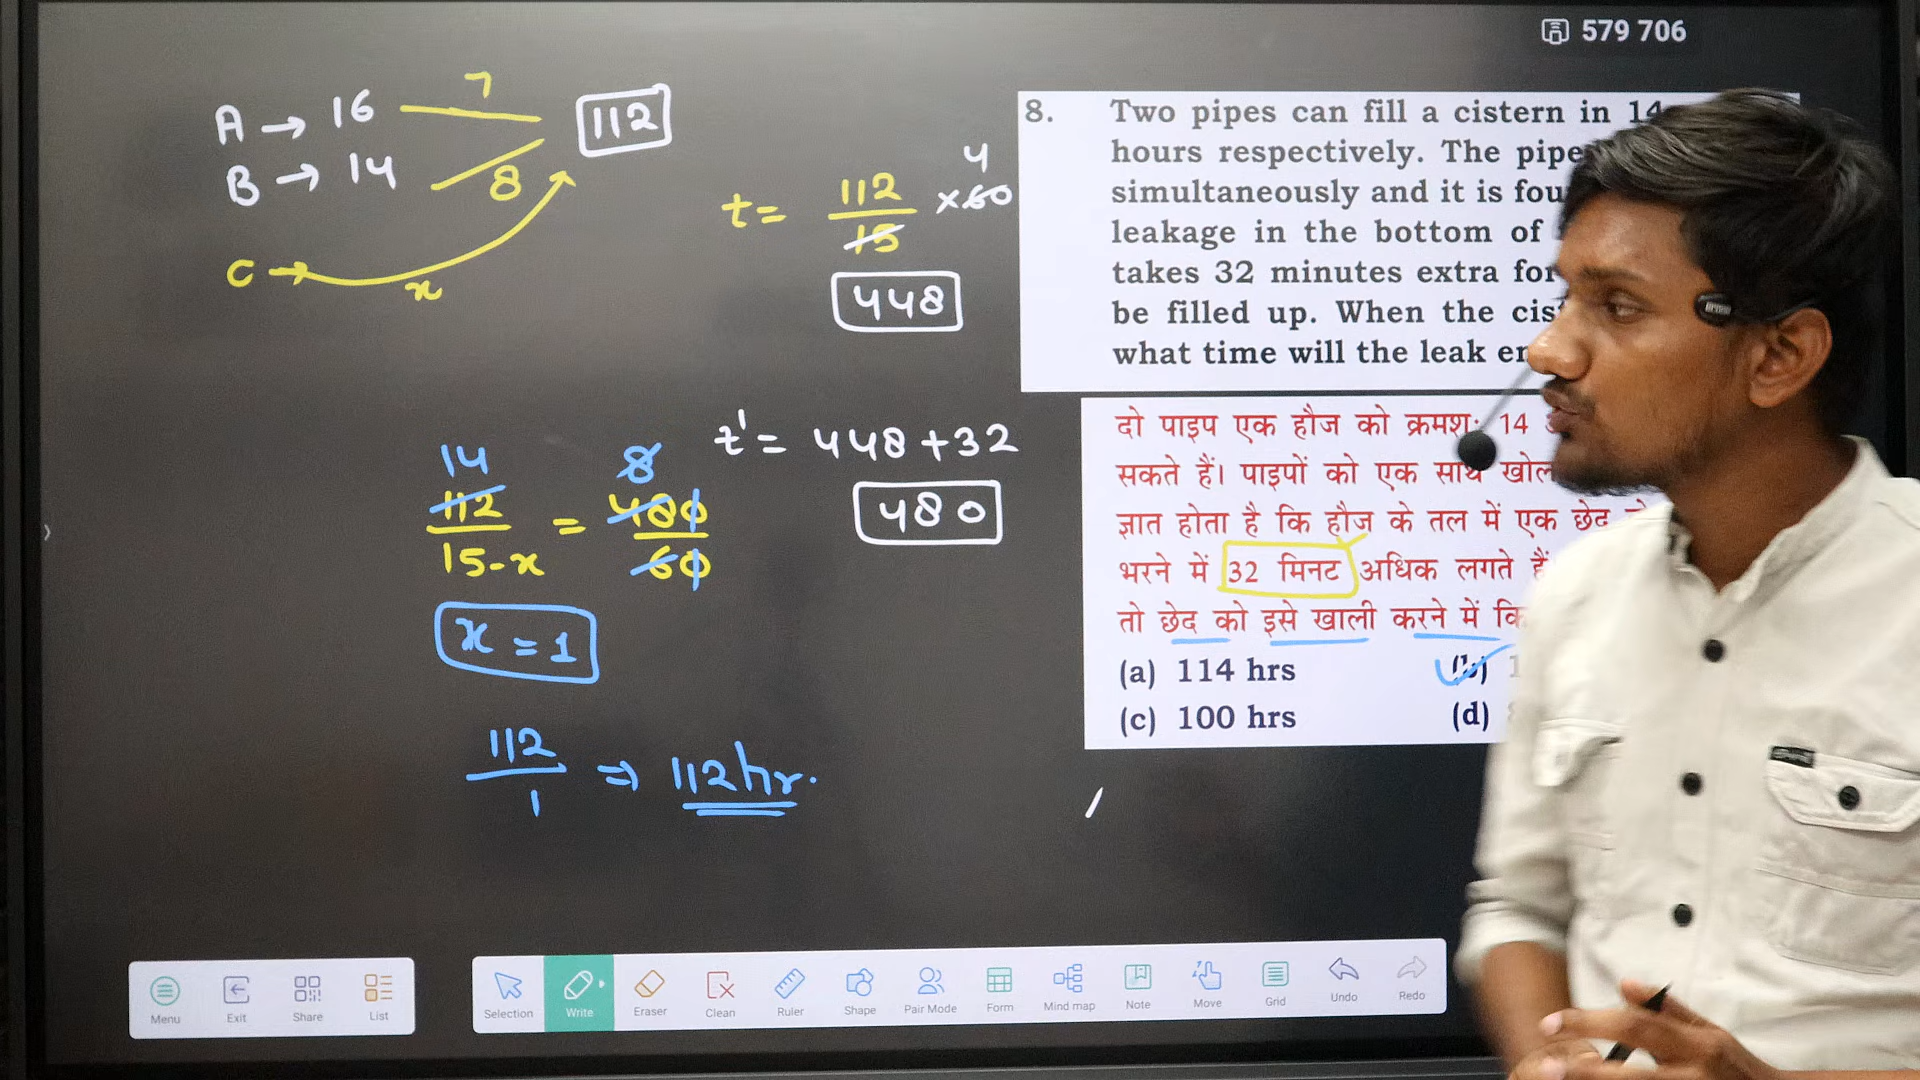 579 706
A → 16 7 112
B → 14 8
C → x
t = 112/15 ×60 4
448
t' = 448+32
480
14 8
112/15-x = 480/60
x = 1
112/1 ⇒ 112hr.
8. Two pipes can fill a cistern in 14
hours respectively. The pipe
simultaneously and it is fou
leakage in the bottom of
takes 32 minutes extra for
be filled up. When the cis
what time will the leak e
दो पाइप एक हौज को क्रमशः 14
सकते हैं। पाइपों को एक साथ खोल
ज्ञात होता है कि हौज के तल में एक छेद
भरने में 32 मिनट अधिक लगते हैं
तो छेद को इसे खाली करने में कि
(a) 114 hrs (b) 1
(c) 100 hrs (d)
Menu Exit Share List Selection Write Eraser Clean Ruler Shape Pair Mode Form Mind map Note Move Grid Undo Redo